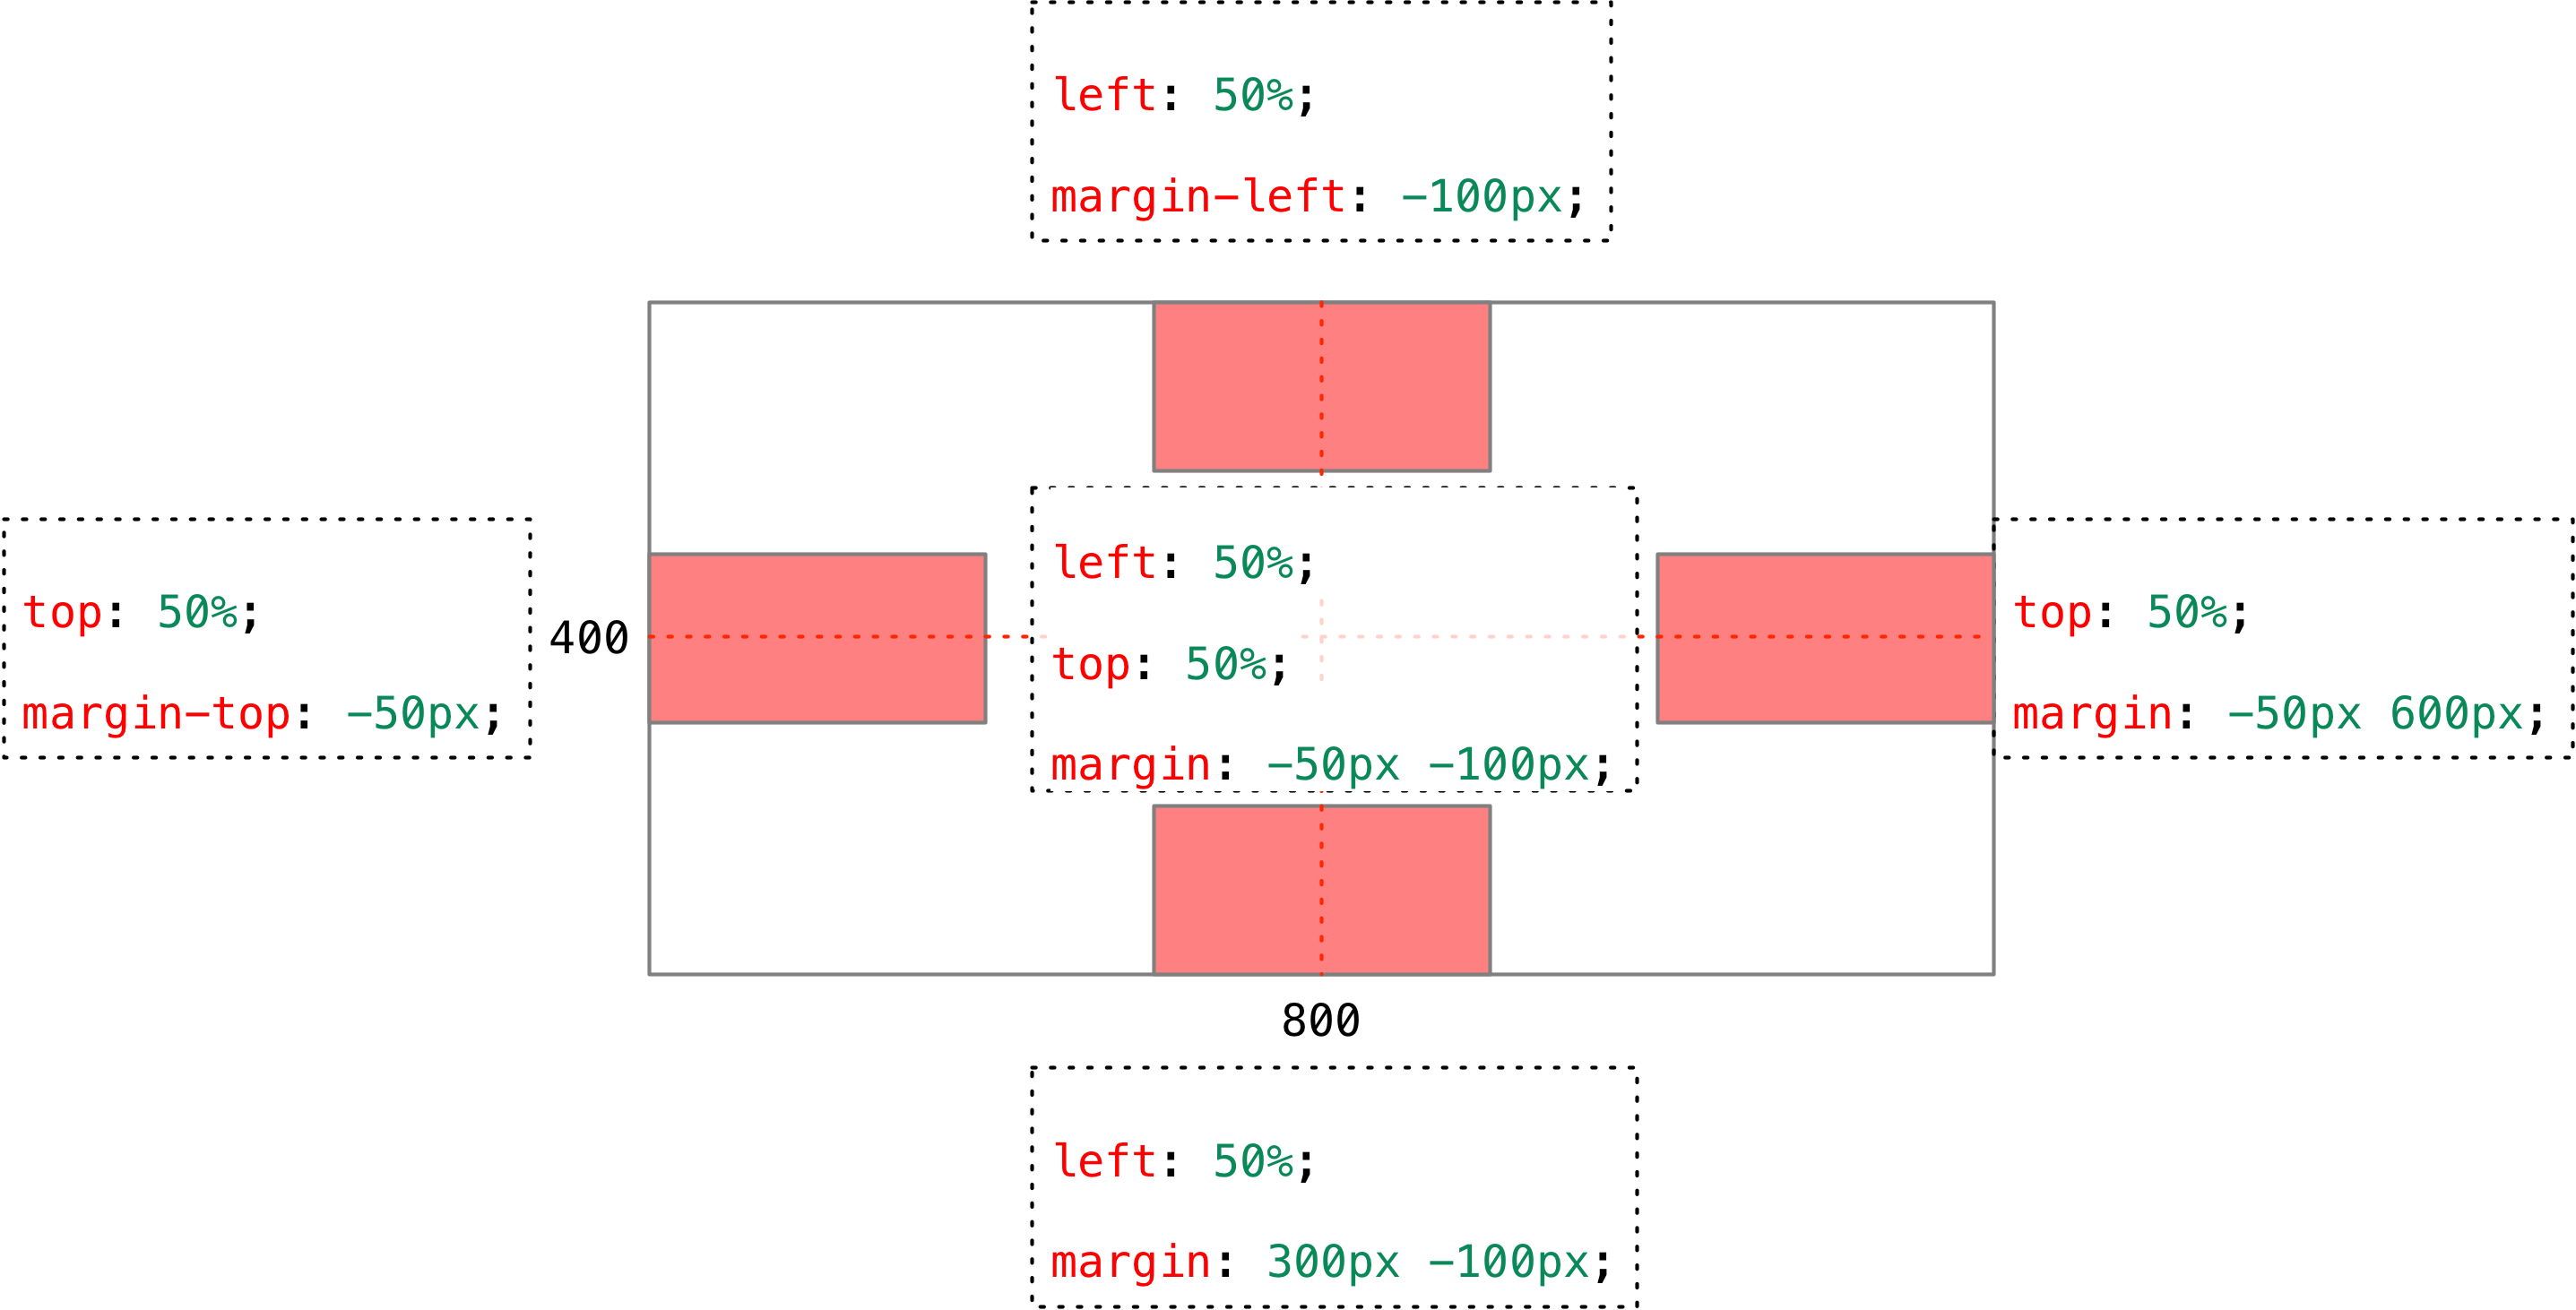 left: 50%;
margin-left: -100px;
left: 50%;
top: 50%;
margin: -50px -100px;
top: 50%;
margin-top: -50px;
400
top: 50%;
margin: -50px 600px;
800
left: 50%;
margin: 300px -100px;